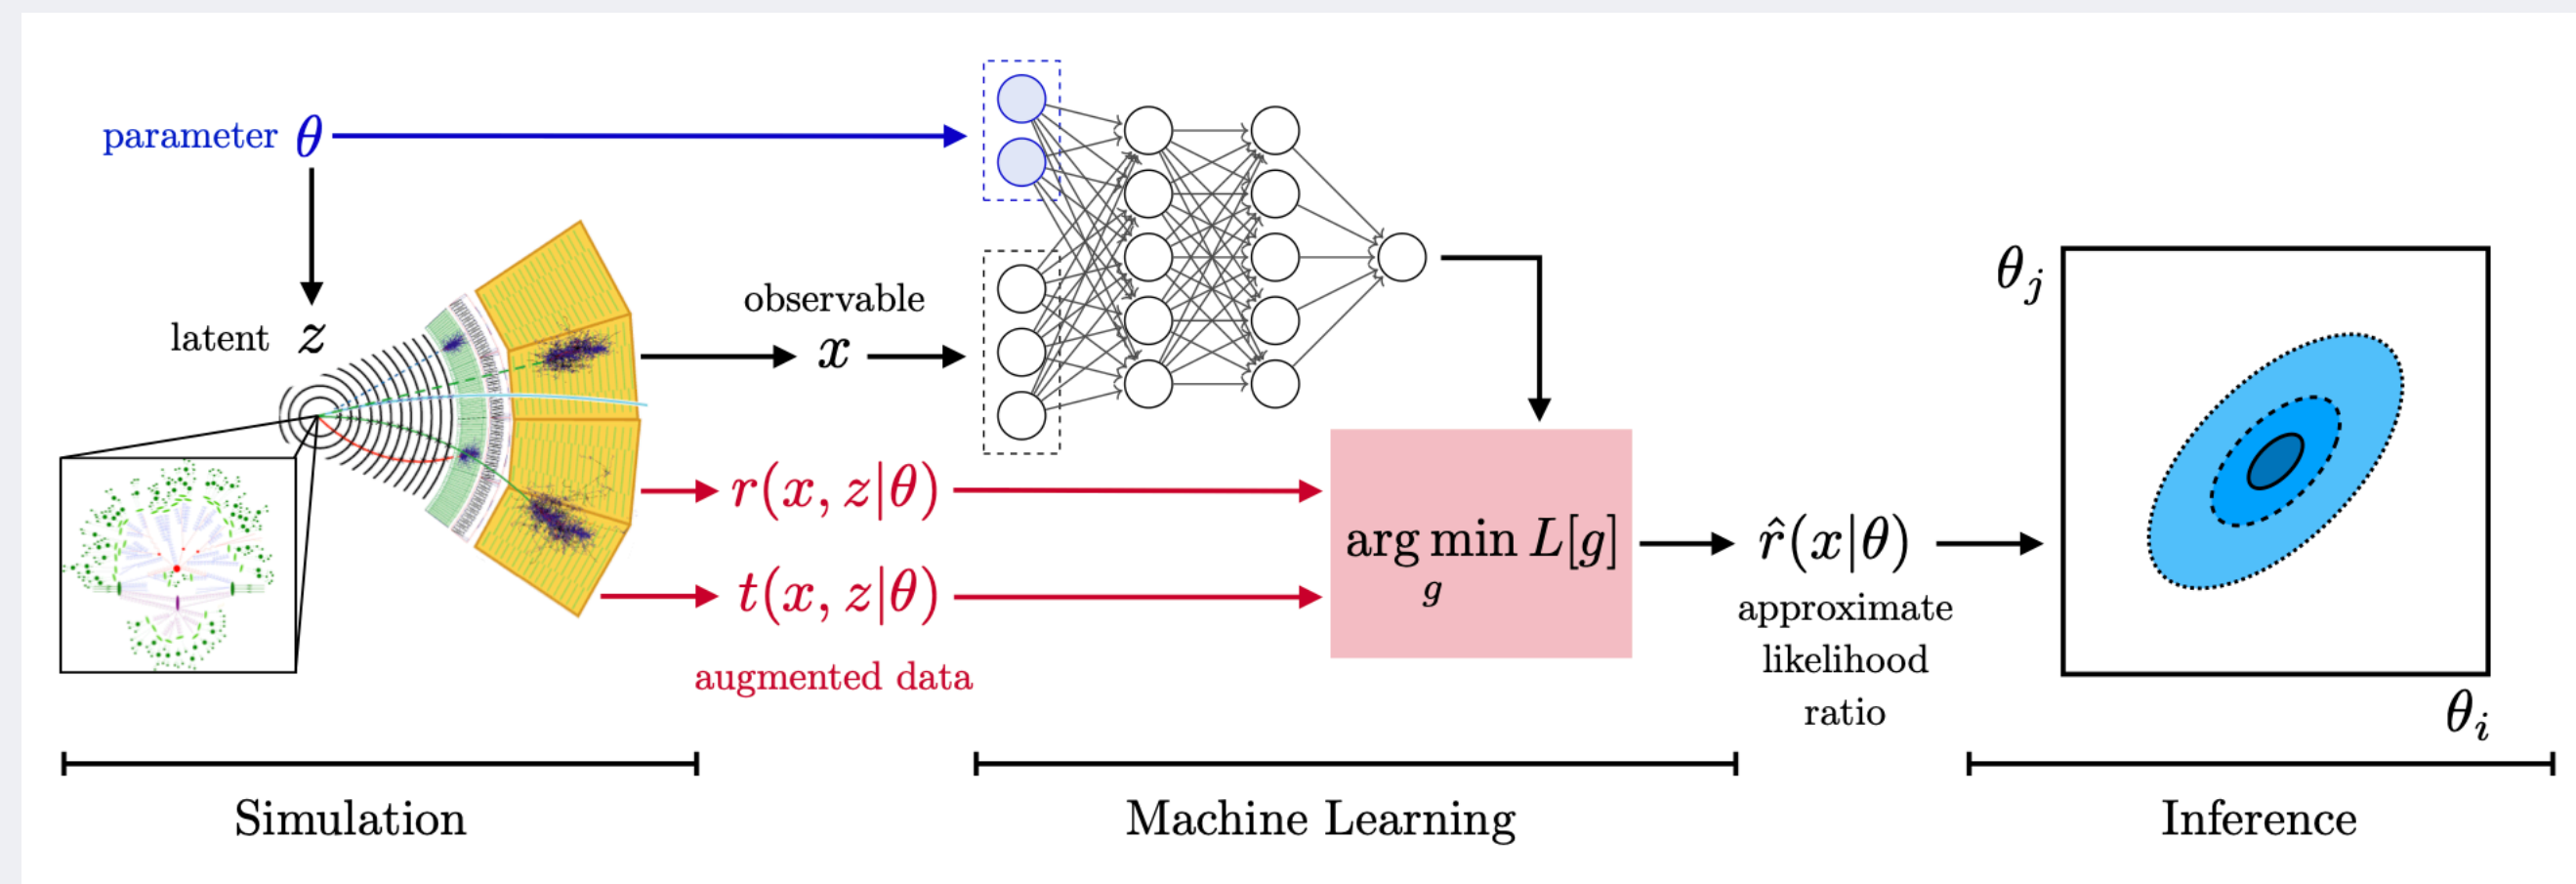 parameter θ
latent z
observable
x
r(x, z|θ)
t(x, z|θ)
augmented data
arg min L[g]
g
r̂(x|θ)
approximate
likelihood
ratio
θj
θi
Simulation
Machine Learning
Inference